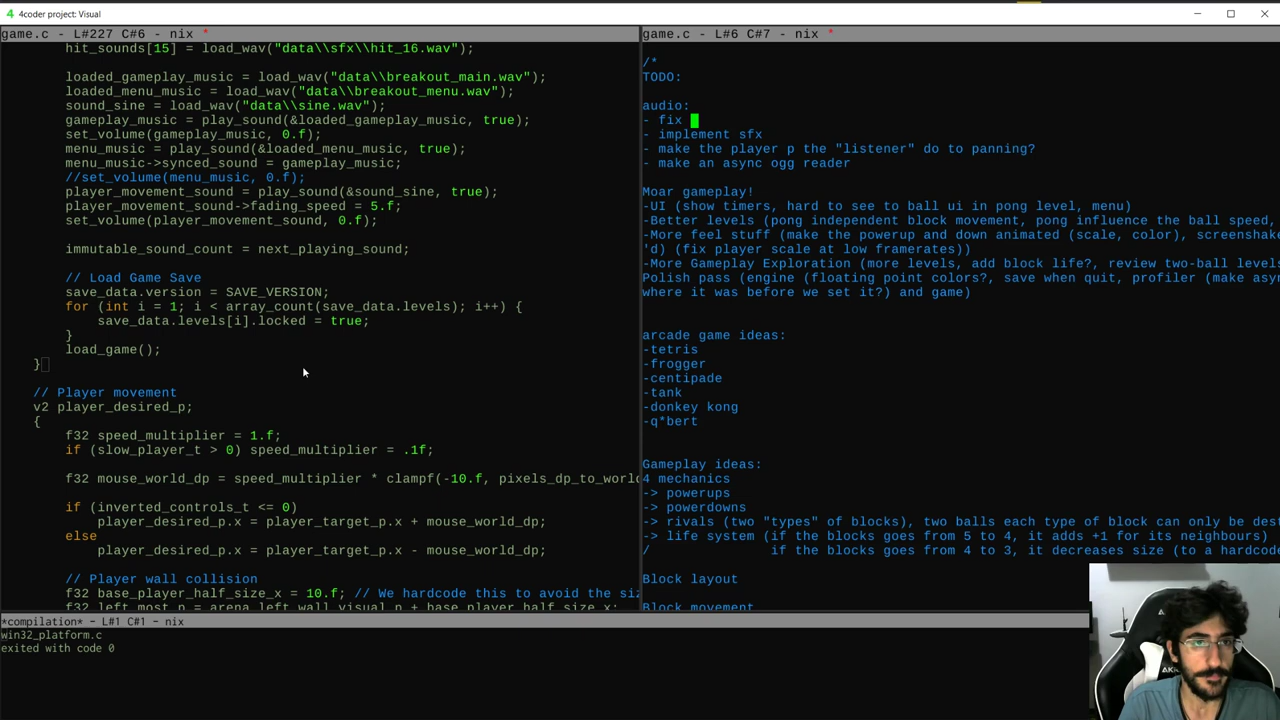 4coder project: Visual
game.c - L#227 C#6 - nix *
hit_sounds[15] = load_wav("data\\sfx\\hit_16.wav");
loaded_gameplay_music = load_wav("data\\breakout_main.wav");
loaded_menu_music = load_wav("data\\breakout_menu.wav");
sound_sine = load_wav("data\\sine.wav");
gameplay_music = play_sound(&loaded_gameplay_music, true);
set_volume(gameplay_music, 0.f);
menu_music = play_sound(&loaded_menu_music, true);
menu_music->synced_sound = gameplay_music;
//set_volume(menu_music, 0.f);
player_movement_sound = play_sound(&sound_sine, true);
player_movement_sound->fading_speed = 5.f;
set_volume(player_movement_sound, 0.f);
immutable_sound_count = next_playing_sound;
// Load Game Save
save_data.version = SAVE_VERSION;
for (int i = 1; i < array_count(save_data.levels); i++) {
save_data.levels[i].locked = true;
}
load_game();
}
// Player movement
v2 player_desired_p;
{
f32 speed_multiplier = 1.f;
if (slow_player_t > 0) speed_multiplier = .1f;
f32 mouse_world_dp = speed_multiplier * clampf(-10.f, pixels_dp_to_world
if (inverted_controls_t <= 0)
player_desired_p.x = player_target_p.x + mouse_world_dp;
else
player_desired_p.x = player_target_p.x - mouse_world_dp;
// Player wall collision
f32 base_player_half_size_x = 10.f; // We hardcode this to avoid the siz
f32 left_most_p = arena_left_wall_visual_p + base_player_half_size_x;
game.c - L#6 C#7 - nix *
/*
TODO:
audio:
- fix
- implement sfx
- make the player p the "listener" do to panning?
- make an async ogg reader
Moar gameplay!
-UI (show timers, hard to see to ball ui in pong level, menu)
-Better levels (pong independent block movement, pong influence the ball speed,
-More feel stuff (make the powerup and down animated (scale, color), screenshake
'd) (fix player scale at low framerates))
-More Gameplay Exploration (more levels, add block life?, review two-ball levels
Polish pass (engine (floating point colors?, save when quit, profiler (make asyn
where it was before we set it?) and game)
arcade game ideas:
-tetris
-frogger
-centipade
-tank
-donkey kong
-q*bert
Gameplay ideas:
4 mechanics
-> powerups
-> powerdowns
-> rivals (two "types" of blocks), two balls each type of block can only be dest
-> life system (if the blocks goes from 5 to 4, it adds +1 for its neighbours)
/ if the blocks goes from 4 to 3, it decreases size (to a hardcode
Block layout
Block movement
*compilation* - L#1 C#1 - nix
win32_platform.c
exited with code 0